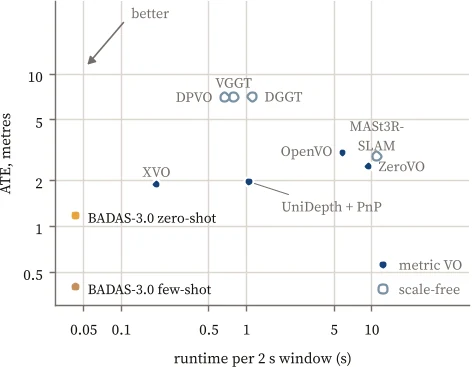 better
10
VGGT
DPVO
DGGT
5
MASt3R-
SLAM
OpenVO
ZeroVO
ATE, metres
2
XVO
UniDepth + PnP
BADAS-3.0 zero-shot
1
metric VO
0.5
BADAS-3.0 few-shot
scale-free
0.05 0.1 0.5 1 5 10
runtime per 2 s window (s)